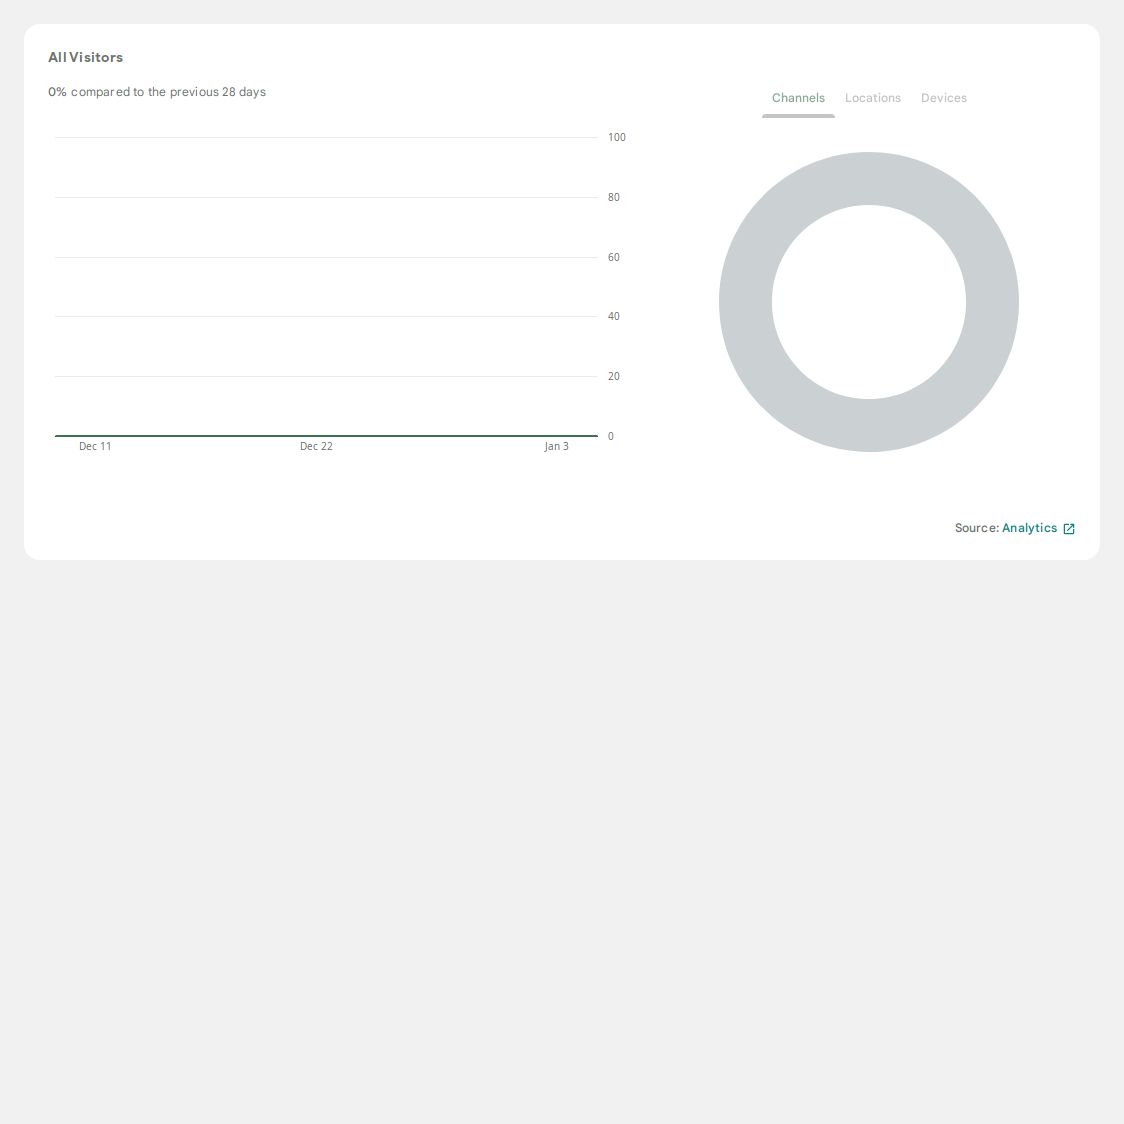 All Visitors
0% compared to the previous 28 days
Channels Locations Devices
100
80
60
40
20
0
Dec 11 Dec 22 Jan 3
Source: Analytics